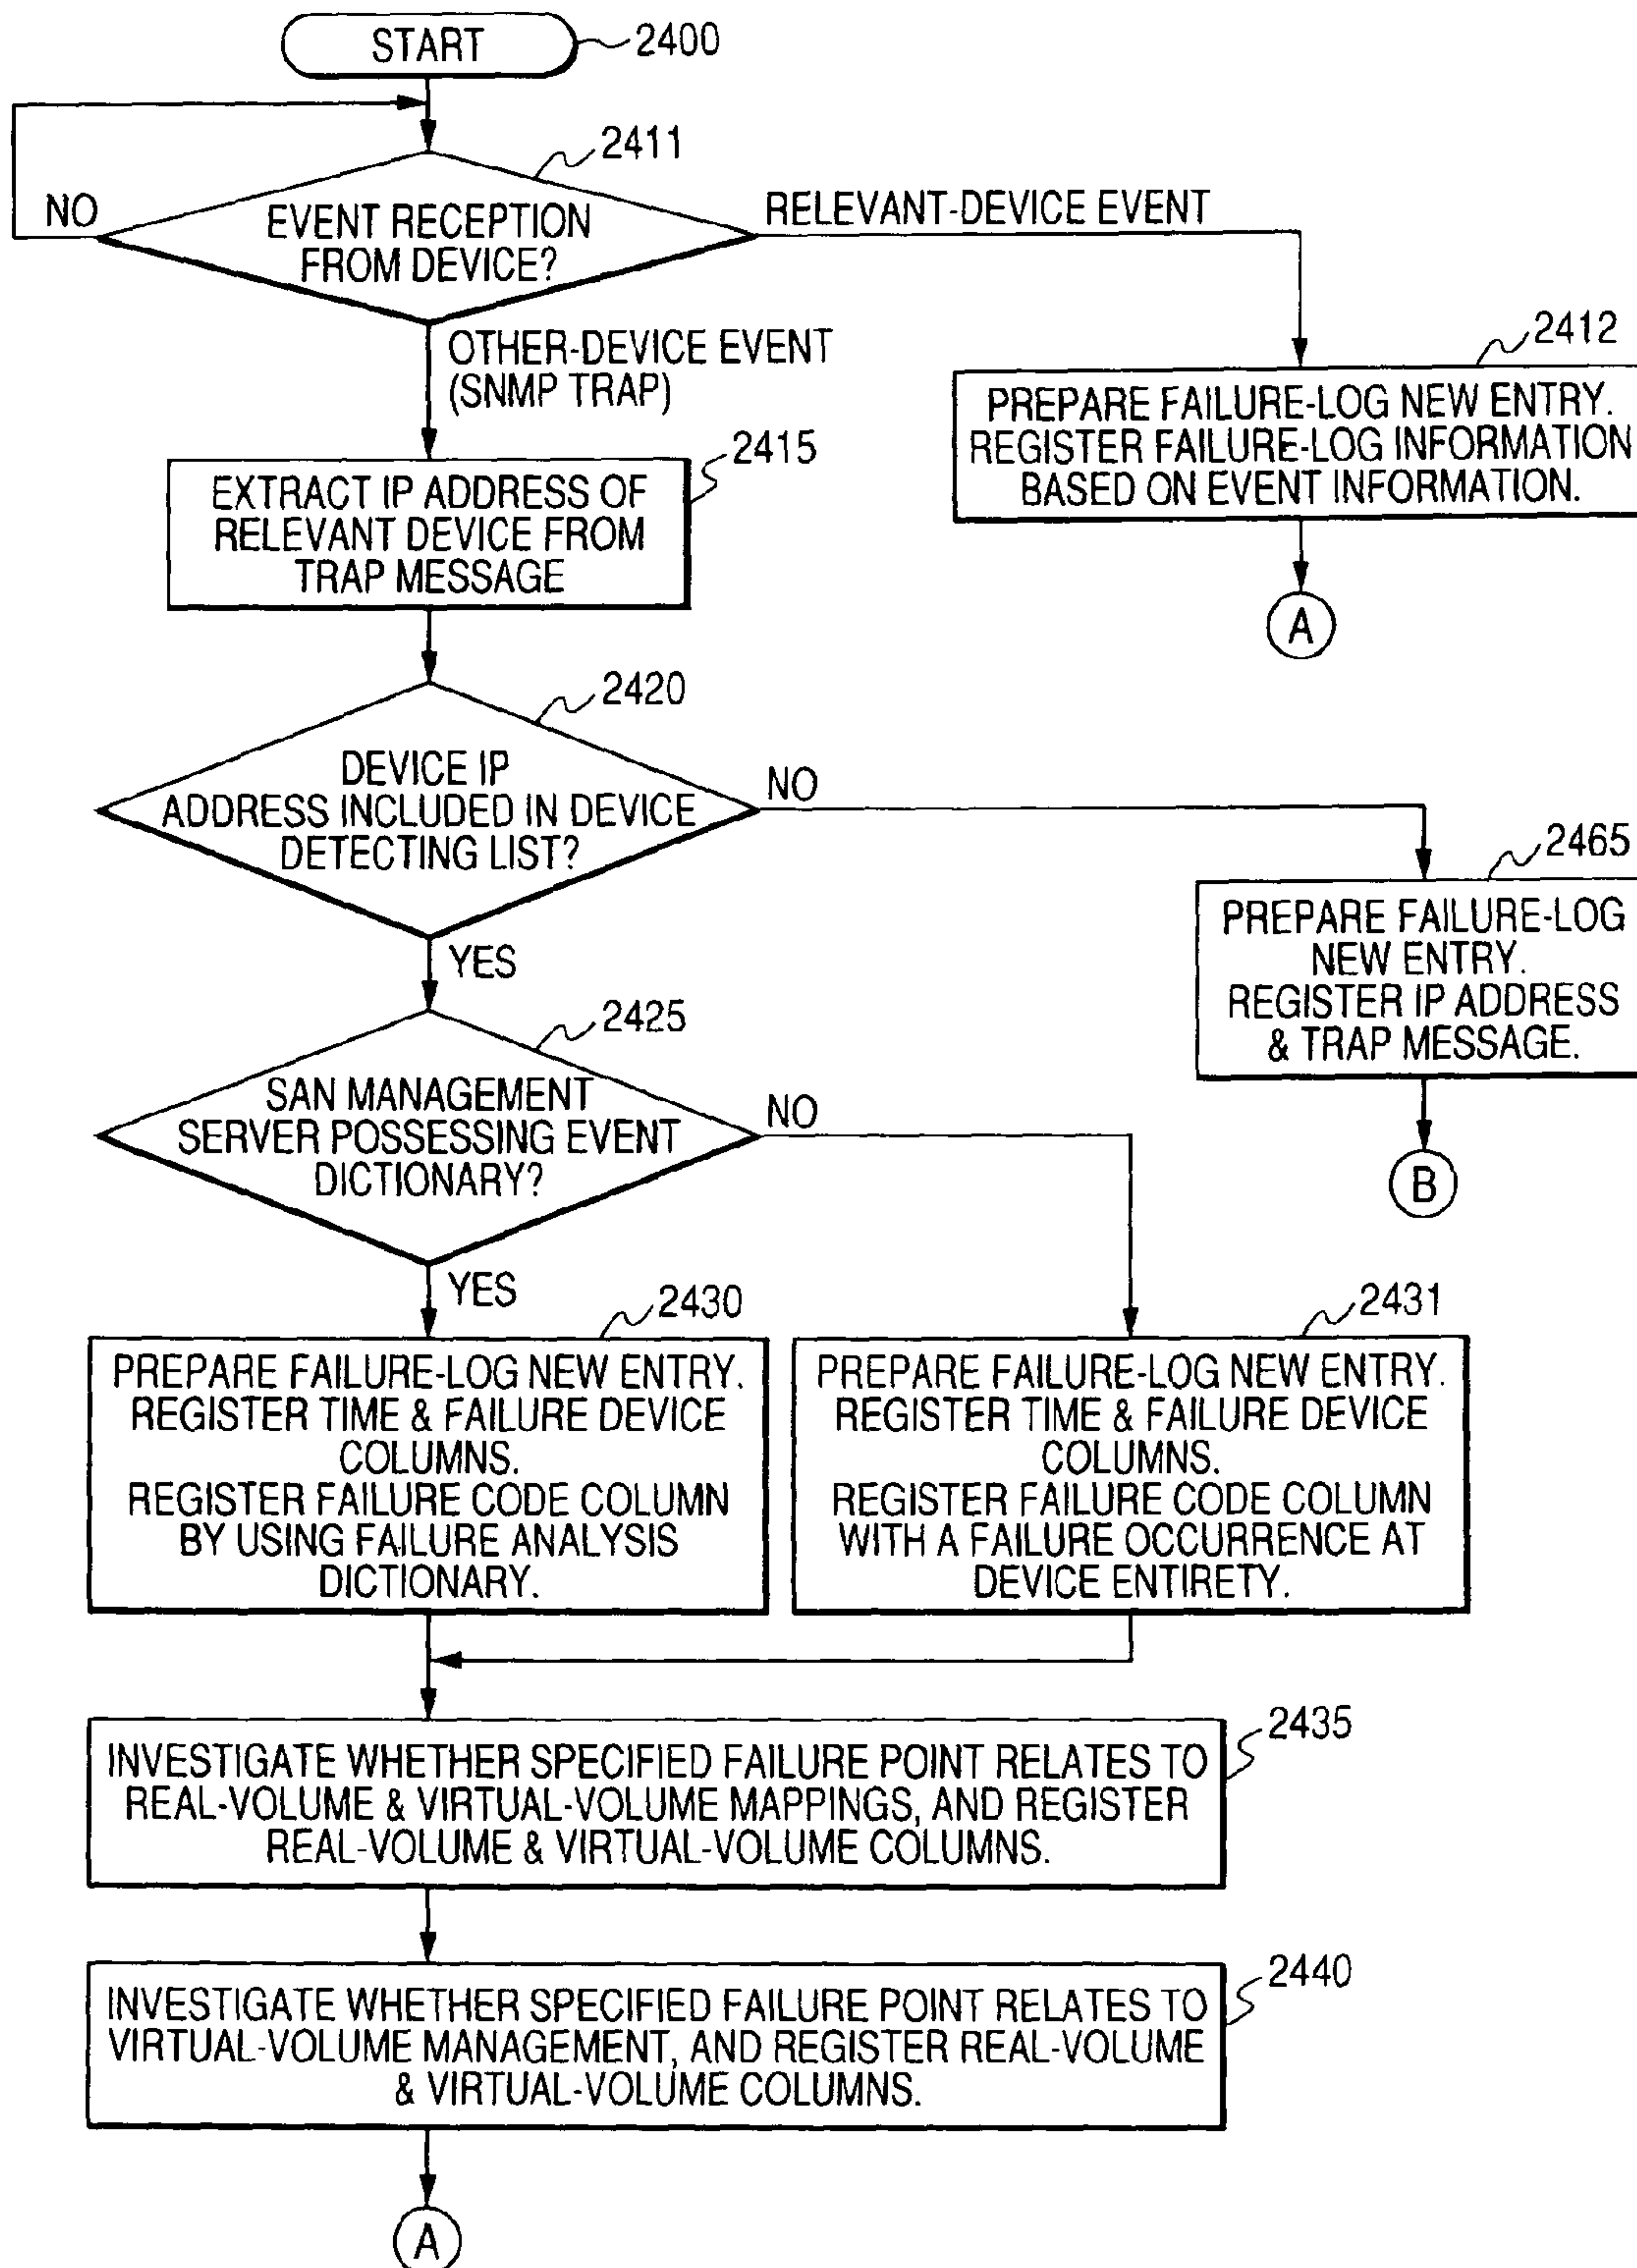 START
2400
2411
NO
EVENT RECEPTION
FROM DEVICE?
RELEVANT-DEVICE EVENT
OTHER-DEVICE EVENT
(SNMP TRAP)
2412
PREPARE FAILURE-LOG NEW ENTRY.
REGISTER FAILURE-LOG INFORMATION
BASED ON EVENT INFORMATION.
A
2415
EXTRACT IP ADDRESS OF
RELEVANT DEVICE FROM
TRAP MESSAGE
2420
DEVICE IP
ADDRESS INCLUDED IN DEVICE
DETECTING LIST?
NO
YES
2465
PREPARE FAILURE-LOG
NEW ENTRY.
REGISTER IP ADDRESS
& TRAP MESSAGE.
B
2425
SAN MANAGEMENT
SERVER POSSESSING EVENT
DICTIONARY?
NO
YES
2430
PREPARE FAILURE-LOG NEW ENTRY.
REGISTER TIME & FAILURE DEVICE
COLUMNS.
REGISTER FAILURE CODE COLUMN
BY USING FAILURE ANALYSIS
DICTIONARY.
2431
PREPARE FAILURE-LOG NEW ENTRY.
REGISTER TIME & FAILURE DEVICE
COLUMNS.
REGISTER FAILURE CODE COLUMN
WITH A FAILURE OCCURRENCE AT
DEVICE ENTIRETY.
2435
INVESTIGATE WHETHER SPECIFIED FAILURE POINT RELATES TO
REAL-VOLUME & VIRTUAL-VOLUME MAPPINGS, AND REGISTER
REAL-VOLUME & VIRTUAL-VOLUME COLUMNS.
2440
INVESTIGATE WHETHER SPECIFIED FAILURE POINT RELATES TO
VIRTUAL-VOLUME MANAGEMENT, AND REGISTER REAL-VOLUME
& VIRTUAL-VOLUME COLUMNS.
A